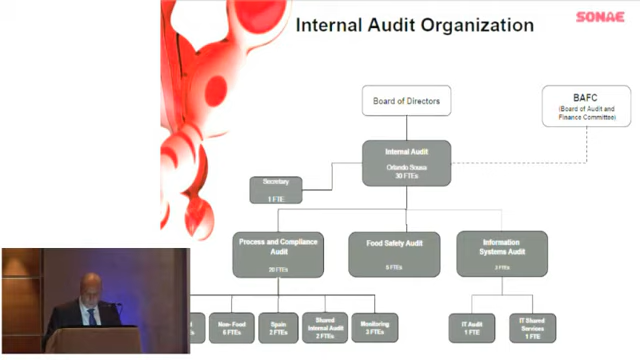 Internal Audit Organization
SONAE
Board of Directors
BAFC
(Board of Audit and
Finance Committee)
Internal Audit
Orlando Sousa
30 FTEs
Secretary
1 FTE
Process and Compliance
Audit
20 FTEs
Food Safety Audit
FTEs
Information
Systems Audit
FTEs
Non-Food
6 FTEs
Spain
2 FTEs
Shared
Internal Audit
2 FTEs
Monitoring
3 FTEs
IT Audit
1 FTE
IT Shared
Services
1 FTE